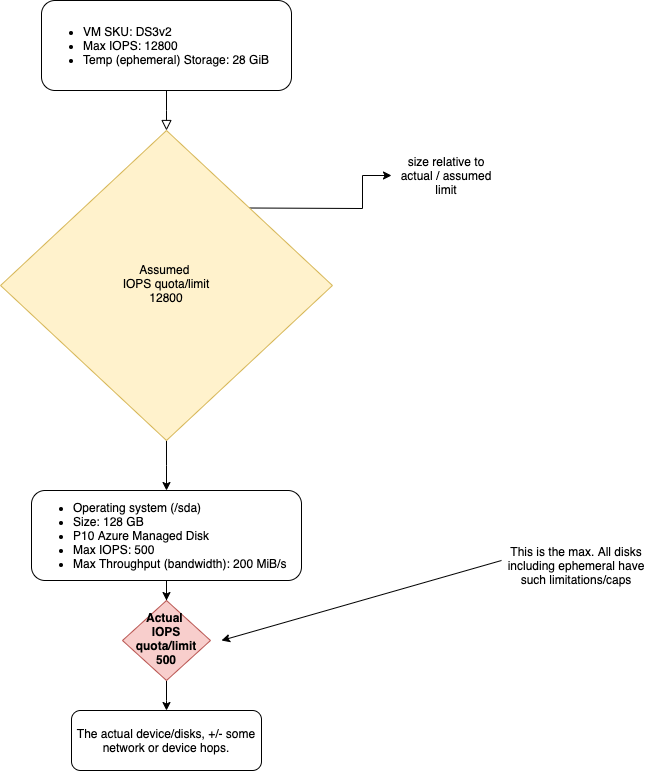 VM SKU: DS3v2
Max IOPS: 12800
Temp (ephemeral) Storage: 28 GiB
size relative to
actual / assumed
limit
Assumed
IOPS quota/limit
12800
Operating system (/sda)
Size: 128 GB
P10 Azure Managed Disk
Max IOPS: 500
Max Throughput (bandwidth): 200 MiB/s
This is the max. All disks
including ephemeral have
such limitations/caps
Actual
IOPS
quota/limit
500
The actual device/disks, +/- some
network or device hops.